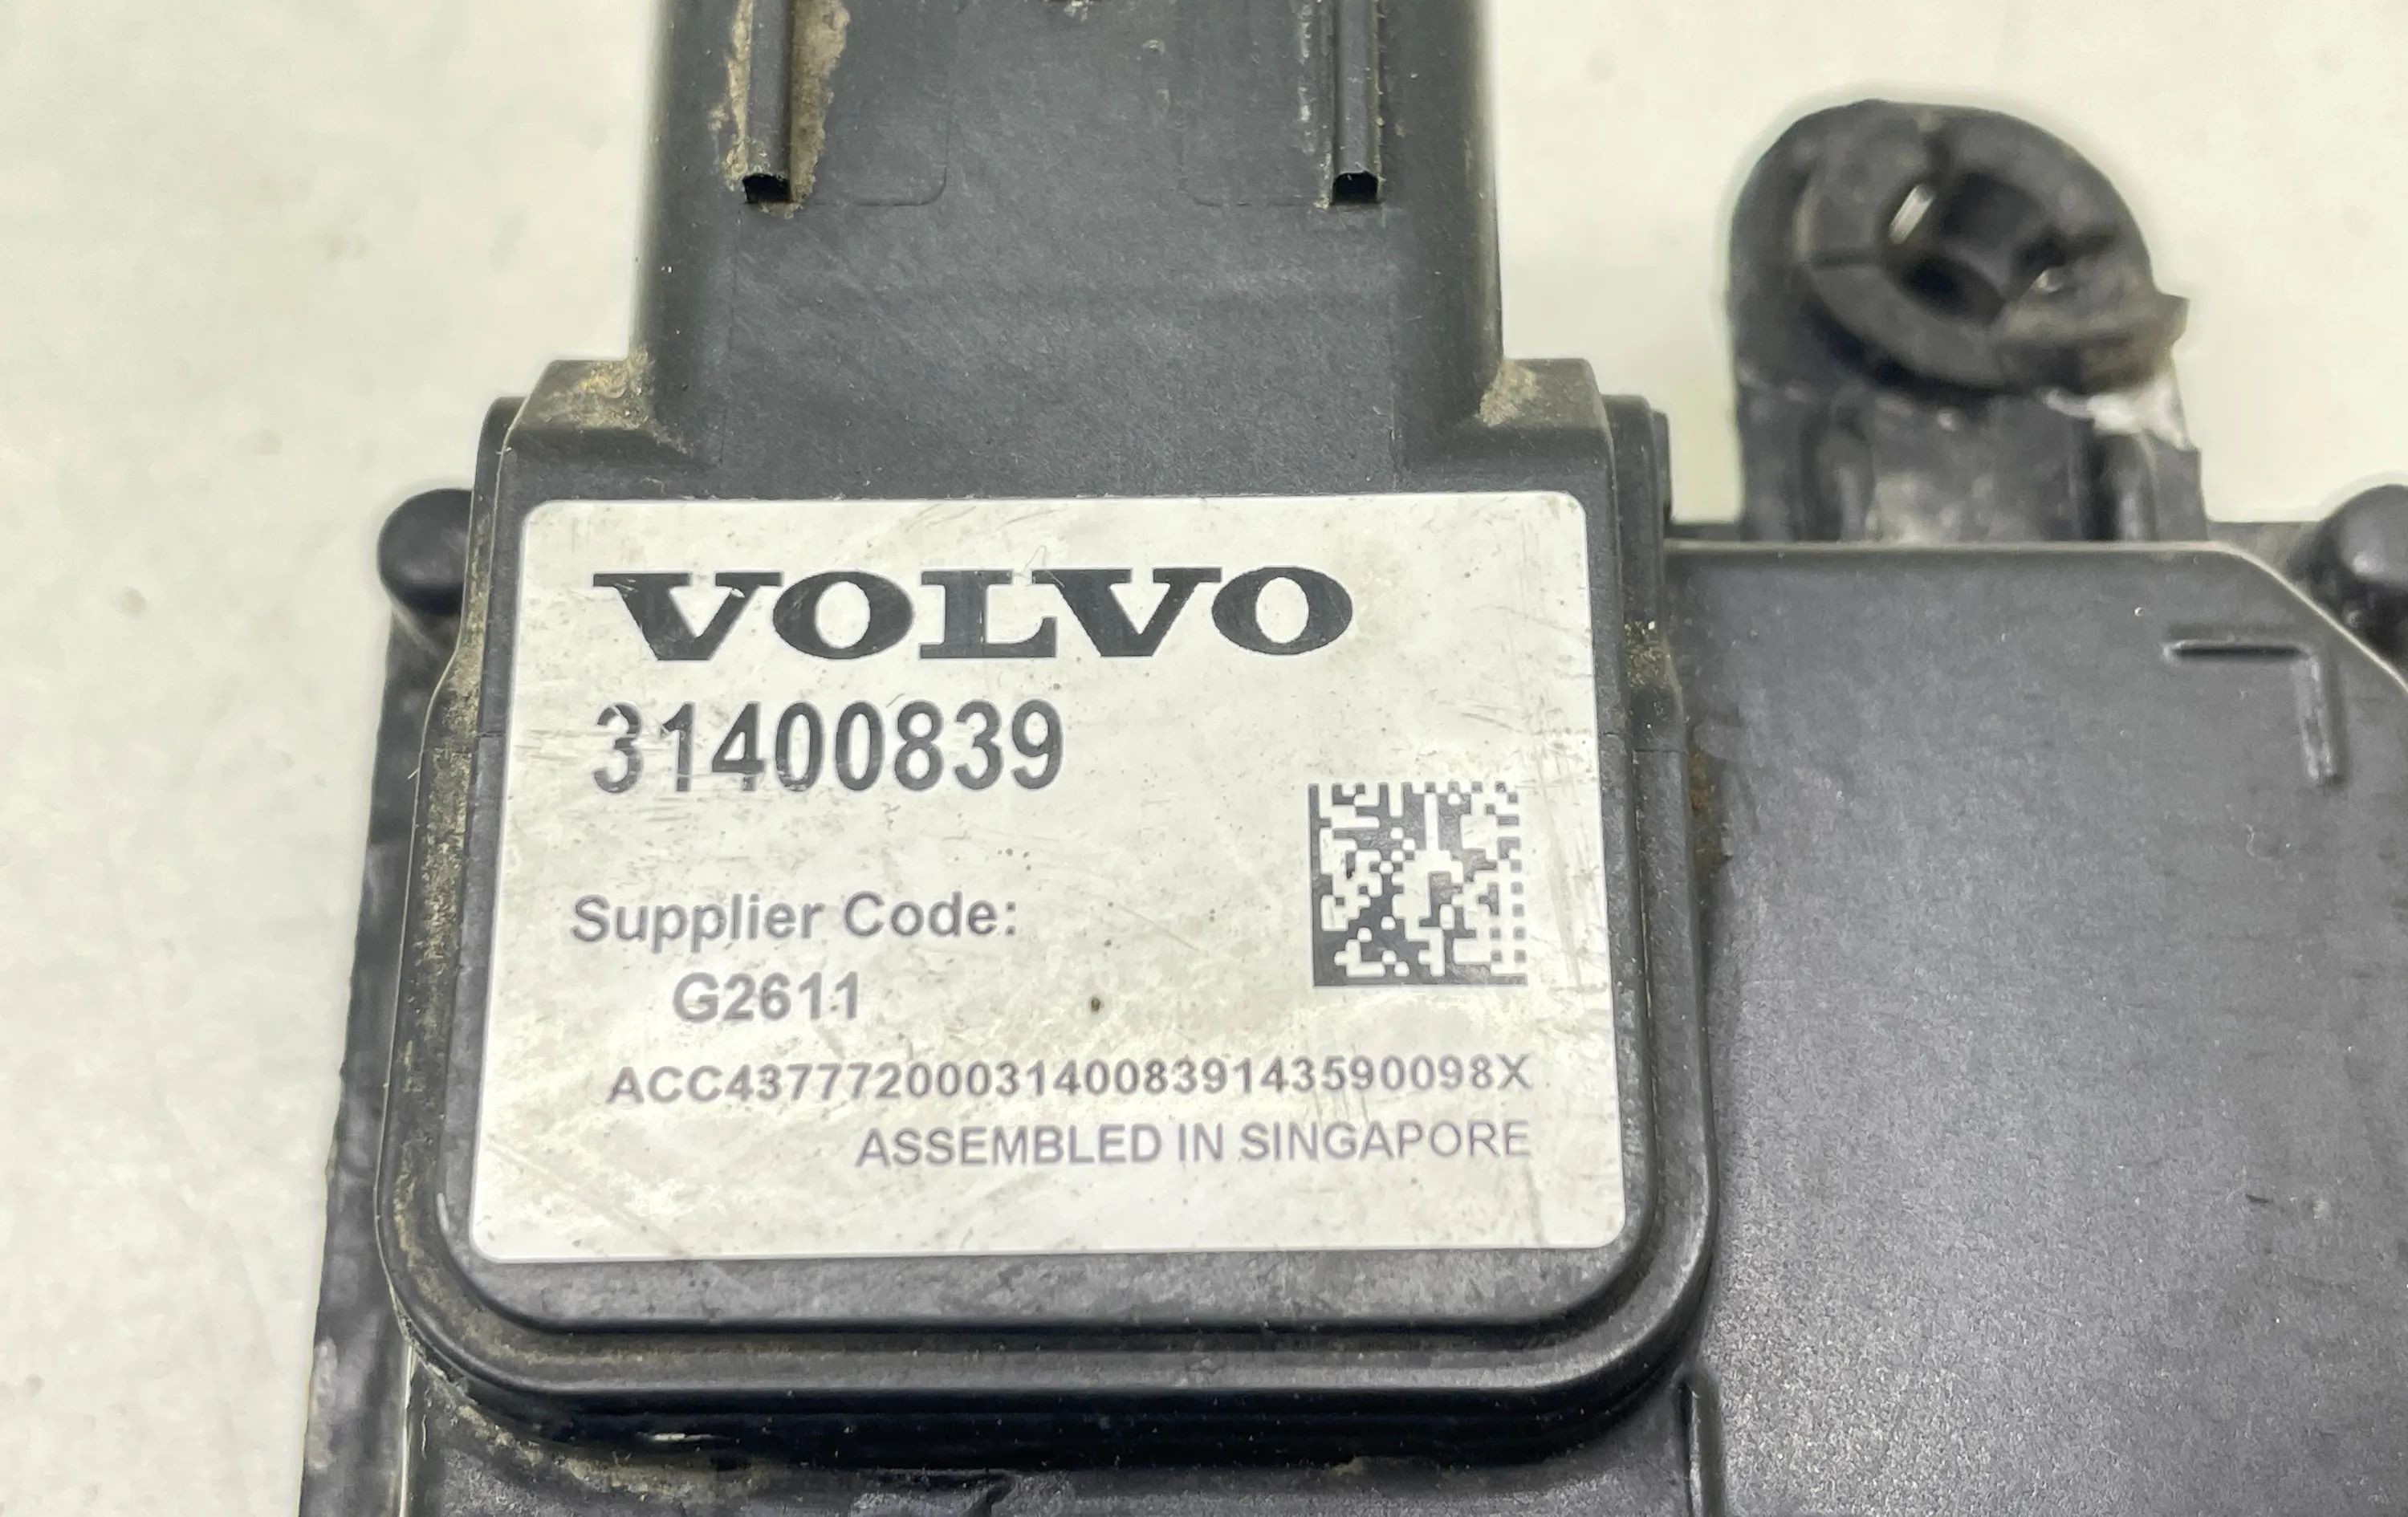 VOLVO
31400839
Supplier Code:
G2611
ACC43777200031400839143590098X
ASSEMBLED IN SINGAPORE